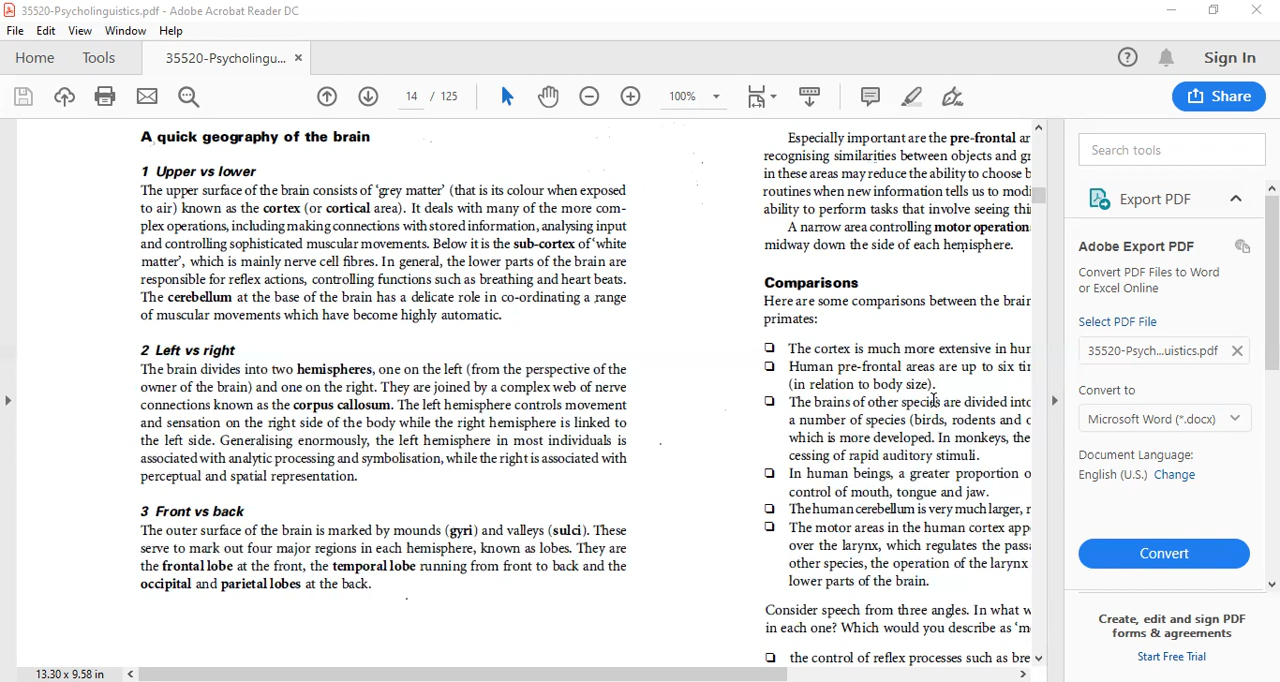 35520-Psycholinguistics.pdf - Adobe Acrobat Reader DC
File Edit View Window Help
Home Tools 35520-Psycholingu... × Sign In
14 / 125 100% Share
A quick geography of the brain
1 Upper vs lower
The upper surface of the brain consists of 'grey matter' (that is its colour when exposed
to air) known as the cortex (or cortical area). It deals with many of the more com-
plex operations, including making connections with stored information, analysing input
and controlling sophisticated muscular movements. Below it is the sub-cortex of 'white
matter', which is mainly nerve cell fibres. In general, the lower parts of the brain are
responsible for reflex actions, controlling functions such as breathing and heart beats.
The cerebellum at the base of the brain has a delicate role in co-ordinating a range
of muscular movements which have become highly automatic.
2 Left vs right
The brain divides into two hemispheres, one on the left (from the perspective of the
owner of the brain) and one on the right. They are joined by a complex web of nerve
connections known as the corpus callosum. The left hemisphere controls movement
and sensation on the right side of the body while the right hemisphere is linked to
the left side. Generalising enormously, the left hemisphere in most individuals is
associated with analytic processing and symbolisation, while the right is associated with
perceptual and spatial representation.
3 Front vs back
The outer surface of the brain is marked by mounds (gyri) and valleys (sulci). These
serve to mark out four major regions in each hemisphere, known as lobes. They are
the frontal lobe at the front, the temporal lobe running from front to back and the
occipital and parietal lobes at the back.
Especially important are the pre-frontal ar
recognising similarities between objects and gr
in these areas may reduce the ability to choose b
routines when new information tells us to modi
ability to perform tasks that involve seeing thi
A narrow area controlling motor operation
midway down the side of each hemisphere.
Comparisons
Here are some comparisons between the brain
primates:
❑ The cortex is much more extensive in hur
❑ Human pre-frontal areas are up to six tir
(in relation to body size).
❑ The brains of other species are divided into
a number of species (birds, rodents and c
which is more developed. In monkeys, the
cessing of rapid auditory stimuli.
❑ In human beings, a greater proportion o
control of mouth, tongue and jaw.
❑ The human cerebellum is very much larger, r
❑ The motor areas in the human cortex app
over the larynx, which regulates the passa
other species, the operation of the larynx
lower parts of the brain.
Consider speech from three angles. In what w
in each one? Which would you describe as 'm
❑ the control of reflex processes such as bre
13.30 x 9.58 in
Search tools
Export PDF
Adobe Export PDF
Convert PDF Files to Word
or Excel Online
Select PDF File
35520-Psych...uistics.pdf
Convert to
Microsoft Word (*.docx)
Document Language:
English (U.S.) Change
Convert
Create, edit and sign PDF
forms & agreements
Start Free Trial